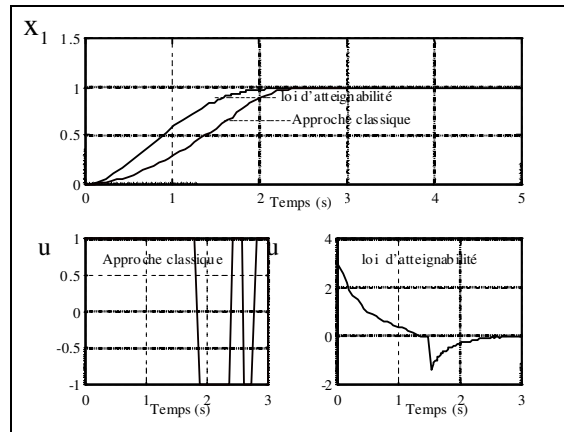 x1
1.5
1
0.5
0
loi d'atteignabilité
Approche classique
0 1 2 3 4 5
Temps (s)
u
1
0.5
0
-0.5
-1
Approche classique
0 1 2 3
Temps (s)
u
4
2
0
-2
loi d'atteignabilité
0 1 2 3
Temps (s)